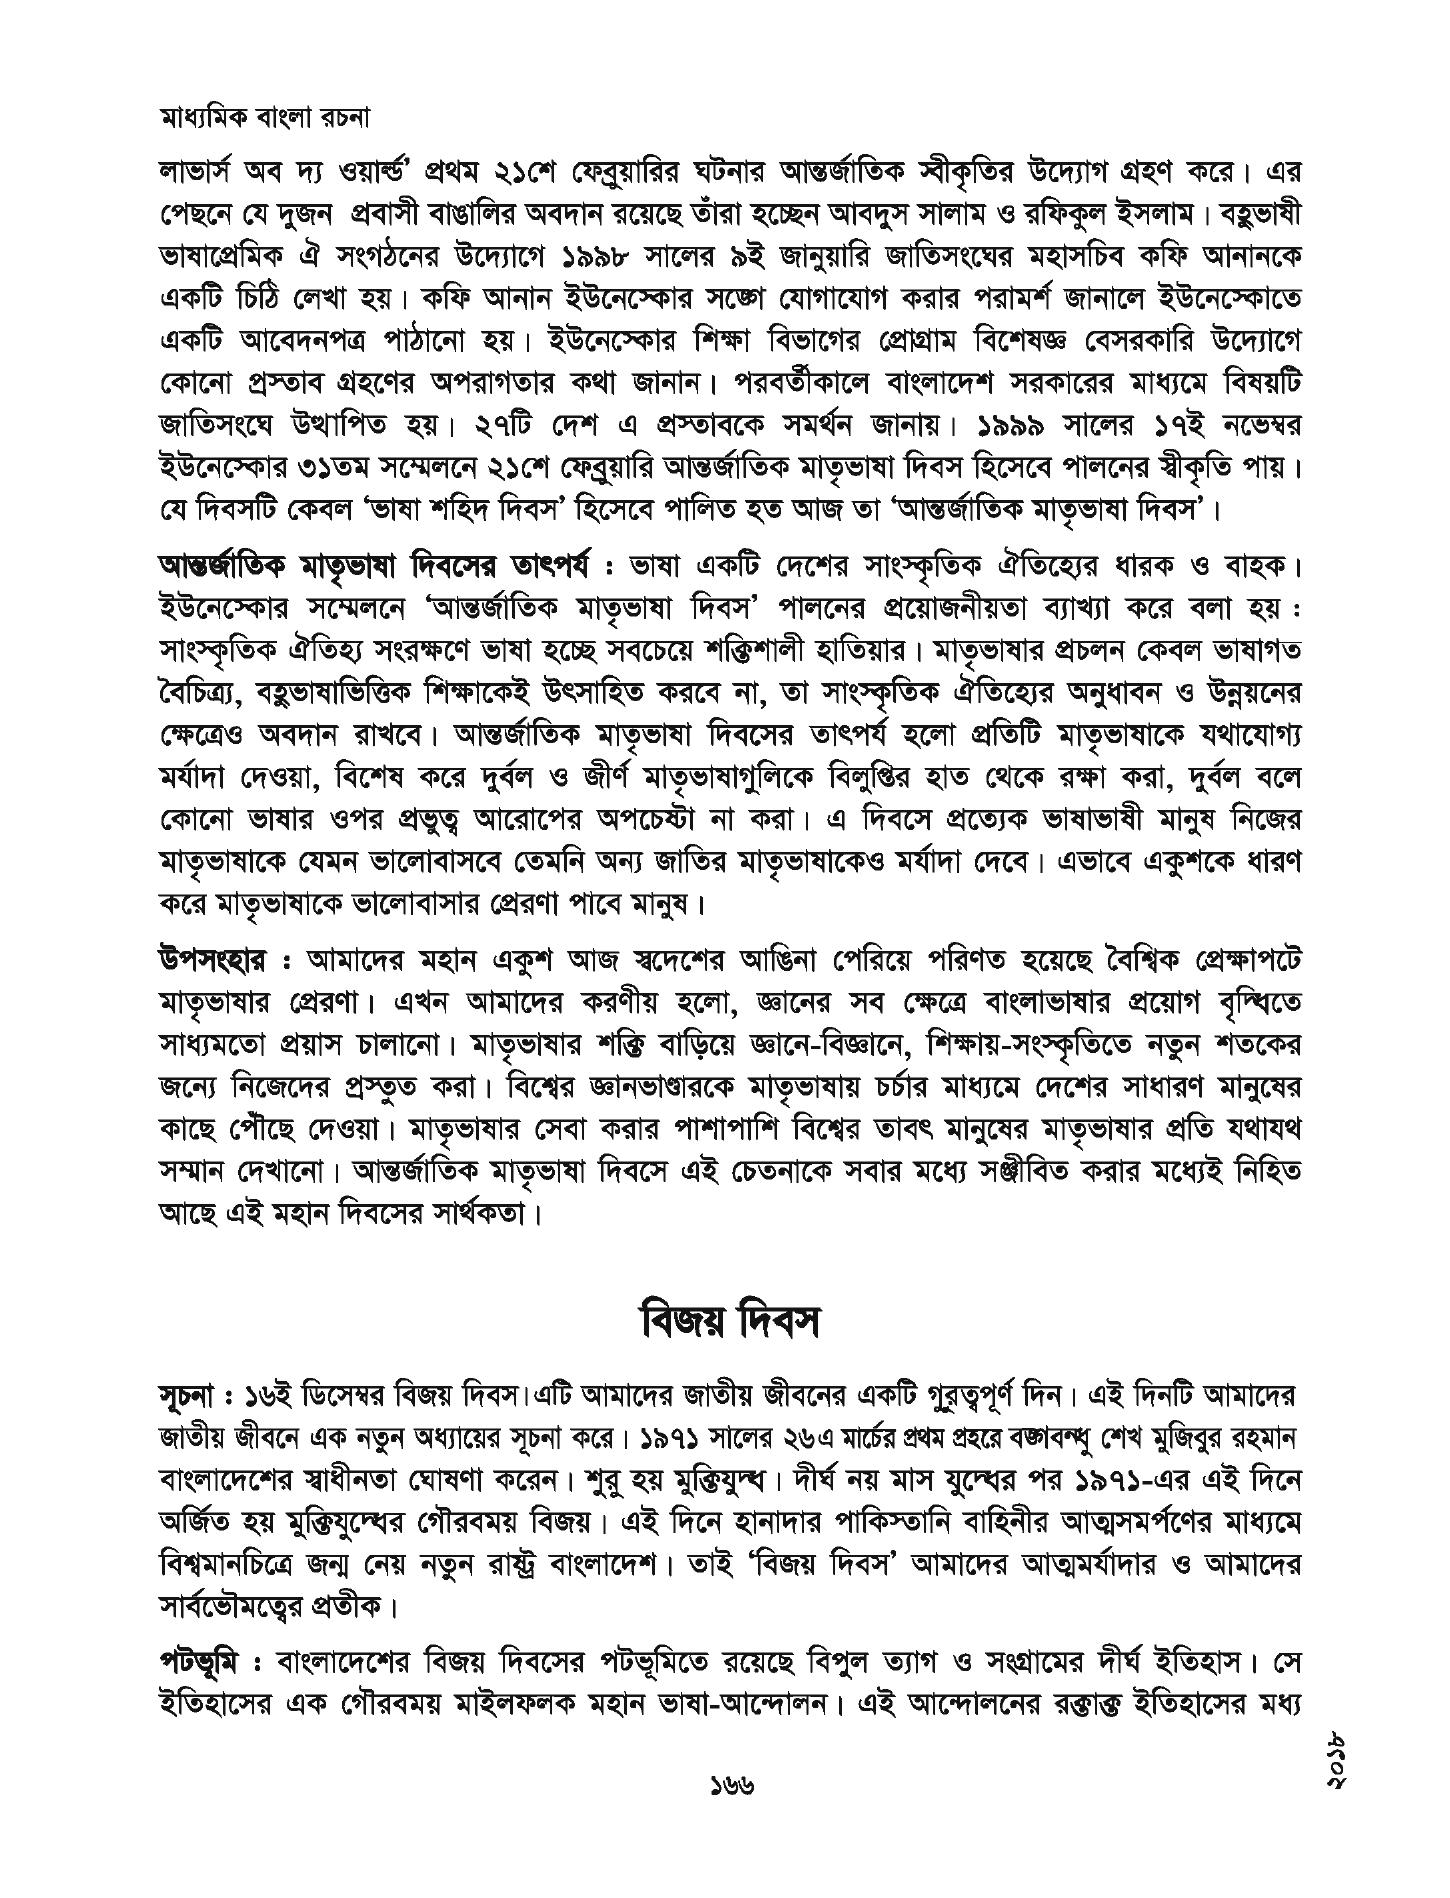 মাধ্যমিক বাংলা রচনা
লাভার্স অব দ্য ওয়ার্ল্ড’ প্রথম ২১শে ফেব্রুয়ারির ঘটনার আন্তর্জাতিক স্বীকৃতির উদ্যোগ গ্রহণ করে। এর
পেছনে যে দুজন প্রবাসী বাঙালির অবদান রয়েছে তাঁরা হচ্ছেন আবদুস সালাম ও রফিকুল ইসলাম। বহুভাষী
ভাষাপ্রেমিক ঐ সংগঠনের উদ্যোগে ১৯৯৮ সালের ৯ই জানুয়ারি জাতিসংঘের মহাসচিব কফি আনানকে
একটি চিঠি লেখা হয়। কফি আনান ইউনেস্কোর সঙ্গে যোগাযোগ করার পরামর্শ জানালে ইউনেস্কোতে
একটি আবেদনপত্র পাঠানো হয়। ইউনেস্কোর শিক্ষা বিভাগের প্রোগ্রাম বিশেষজ্ঞ বেসরকারি উদ্যোগে
কোনো প্রস্তাব গ্রহণের অপরাগতার কথা জানান। পরবর্তীকালে বাংলাদেশ সরকারের মাধ্যমে বিষয়টি
জাতিসংঘে উত্থাপিত হয়। ২৭টি দেশ এ প্রস্তাবকে সমর্থন জানায়। ১৯৯৯ সালের ১৭ই নভেম্বর
ইউনেস্কোর ৩১তম সম্মেলনে ২১শে ফেব্রুয়ারি আন্তর্জাতিক মাতৃভাষা দিবস হিসেবে পালনের স্বীকৃতি পায়।
যে দিবসটি কেবল ‘ভাষা শহিদ দিবস’ হিসেবে পালিত হত আজ তা ‘আন্তর্জাতিক মাতৃভাষা দিবস’।
আন্তর্জাতিক মাতৃভাষা দিবসের তাৎপর্য : ভাষা একটি দেশের সাংস্কৃতিক ঐতিহ্যের ধারক ও বাহক।
ইউনেস্কোর সম্মেলনে ‘আন্তর্জাতিক মাতৃভাষা দিবস’ পালনের প্রয়োজনীয়তা ব্যাখ্যা করে বলা হয় :
সাংস্কৃতিক ঐতিহ্য সংরক্ষণে ভাষা হচ্ছে সবচেয়ে শক্তিশালী হাতিয়ার। মাতৃভাষার প্রচলন কেবল ভাষাগত
বৈচিত্র্য, বহুভাষাভিত্তিক শিক্ষাকেই উৎসাহিত করবে না, তা সাংস্কৃতিক ঐতিহ্যের অনুধাবন ও উন্নয়নের
ক্ষেত্রেও অবদান রাখবে। আন্তর্জাতিক মাতৃভাষা দিবসের তাৎপর্য হলো প্রতিটি মাতৃভাষাকে যথাযোগ্য
মর্যাদা দেওয়া, বিশেষ করে দুর্বল ও জীর্ণ মাতৃভাষাগুলিকে বিলুপ্তির হাত থেকে রক্ষা করা, দুর্বল বলে
কোনো ভাষার ওপর প্রভুত্ব আরোপের অপচেষ্টা না করা। এ দিবসে প্রত্যেক ভাষাভাষী মানুষ নিজের
মাতৃভাষাকে যেমন ভালোবাসবে তেমনি অন্য জাতির মাতৃভাষাকেও মর্যাদা দেবে। এভাবে একুশকে ধারণ
করে মাতৃভাষাকে ভালোবাসার প্রেরণা পাবে মানুষ।
উপসংহার : আমাদের মহান একুশ আজ স্বদেশের আঙিনা পেরিয়ে পরিণত হয়েছে বৈশ্বিক প্রেক্ষাপটে
মাতৃভাষার প্রেরণা। এখন আমাদের করণীয় হলো, জ্ঞানের সব ক্ষেত্রে বাংলাভাষার প্রয়োগ বৃদ্ধিতে
সাধ্যমতো প্রয়াস চালানো। মাতৃভাষার শক্তি বাড়িয়ে জ্ঞানে-বিজ্ঞানে, শিক্ষায়-সংস্কৃতিতে নতুন শতকের
জন্যে নিজেদের প্রস্তুত করা। বিশ্বের জ্ঞানভাণ্ডারকে মাতৃভাষায় চর্চার মাধ্যমে দেশের সাধারণ মানুষের
কাছে পৌঁছে দেওয়া। মাতৃভাষার সেবা করার পাশাপাশি বিশ্বের তাবৎ মানুষের মাতৃভাষার প্রতি যথাযথ
সম্মান দেখানো। আন্তর্জাতিক মাতৃভাষা দিবসে এই চেতনাকে সবার মধ্যে সঞ্জীবিত করার মধ্যেই নিহিত
আছে এই মহান দিবসের সার্থকতা।
বিজয় দিবস
সূচনা : ১৬ই ডিসেম্বর বিজয় দিবস।এটি আমাদের জাতীয় জীবনের একটি গুরুত্বপূর্ণ দিন। এই দিনটি আমাদের
জাতীয় জীবনে এক নতুন অধ্যায়ের সূচনা করে। ১৯৭১ সালের ২৬এ মার্চের প্রথম প্রহরে বঙ্গবন্ধু শেখ মুজিবুর রহমান
বাংলাদেশের স্বাধীনতা ঘোষণা করেন। শুরু হয় মুক্তিযুদ্ধ। দীর্ঘ নয় মাস যুদ্ধের পর ১৯৭১-এর এই দিনে
অর্জিত হয় মুক্তিযুদ্ধের গৌরবময় বিজয়। এই দিনে হানাদার পাকিস্তানি বাহিনীর আত্মসমর্পণের মাধ্যমে
বিশ্বমানচিত্রে জন্ম নেয় নতুন রাষ্ট্র বাংলাদেশ। তাই ‘বিজয় দিবস’ আমাদের আত্মমর্যাদার ও আমাদের
সার্বভৌমত্বের প্রতীক।
পটভূমি : বাংলাদেশের বিজয় দিবসের পটভূমিতে রয়েছে বিপুল ত্যাগ ও সংগ্রামের দীর্ঘ ইতিহাস। সে
ইতিহাসের এক গৌরবময় মাইলফলক মহান ভাষা-আন্দোলন। এই আন্দোলনের রক্তাক্ত ইতিহাসের মধ্য
১৬৬
২০১৮